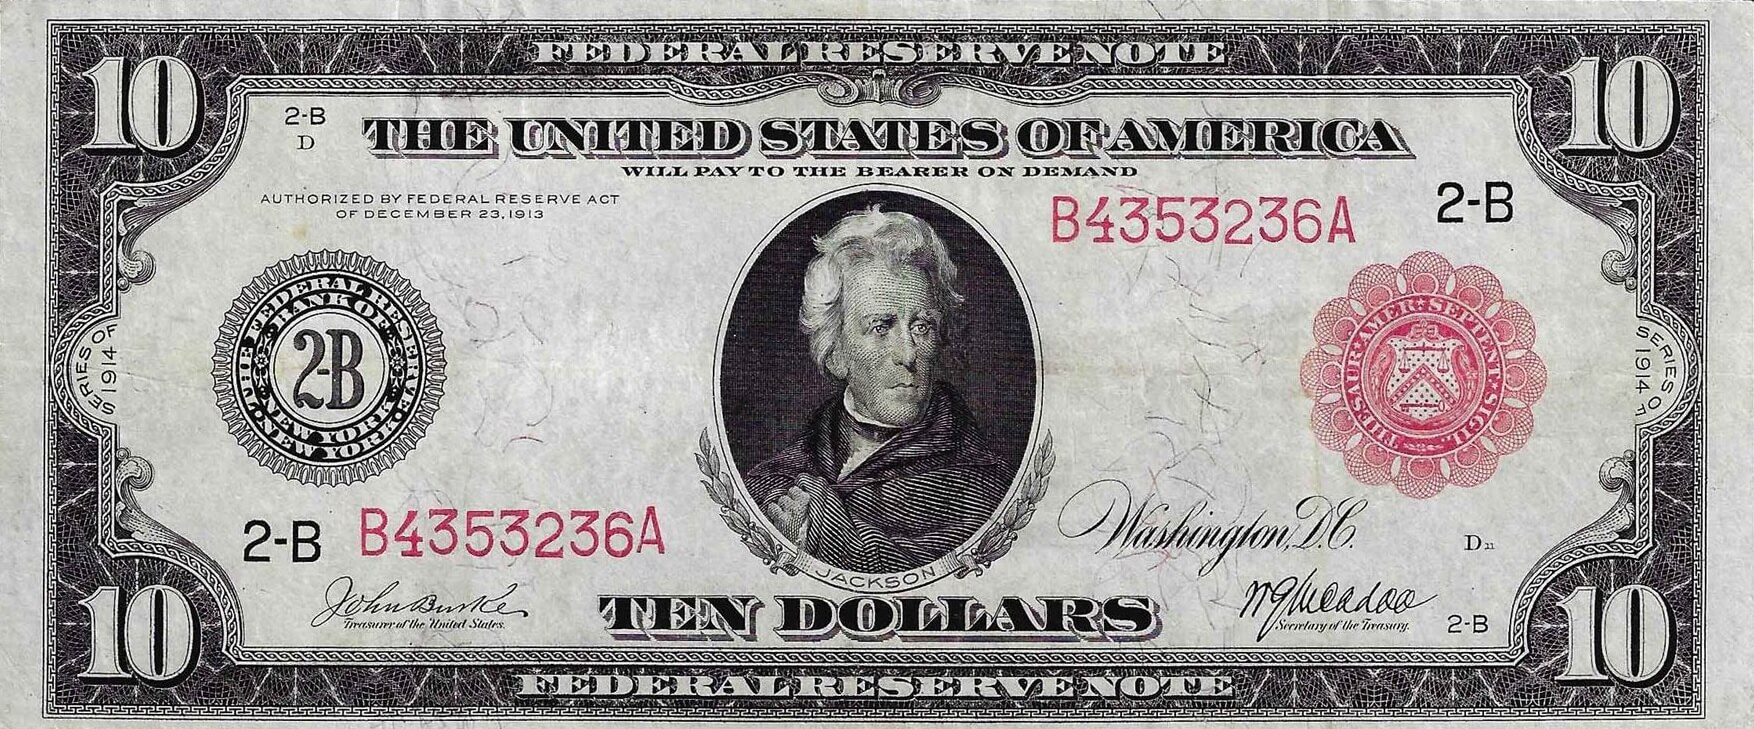 FEDERAL RESERVE NOTE
10
10
2-B
D
THE UNITED STATES OF AMERICA
WILL PAY TO THE BEARER ON DEMAND
AUTHORIZED BY FEDERAL RESERVE ACT
OF DECEMBER 23, 1913
B4353236A
2-B
THE FEDERAL RESERVE
BANK OF
2-B
NEW YORK
NEW YORK
SERIES OF
1914
THESAUR·AMER·SEPTENT·SIGIL·
SERIES OF
1914
2-B
B4353236A
JACKSON
Washington, D.C.
D
John Burke
Treasurer of the United States.
TEN DOLLARS
W G McAdoo
Secretary of the Treasury.
2-B
10
10
FEDERAL RESERVE NOTE